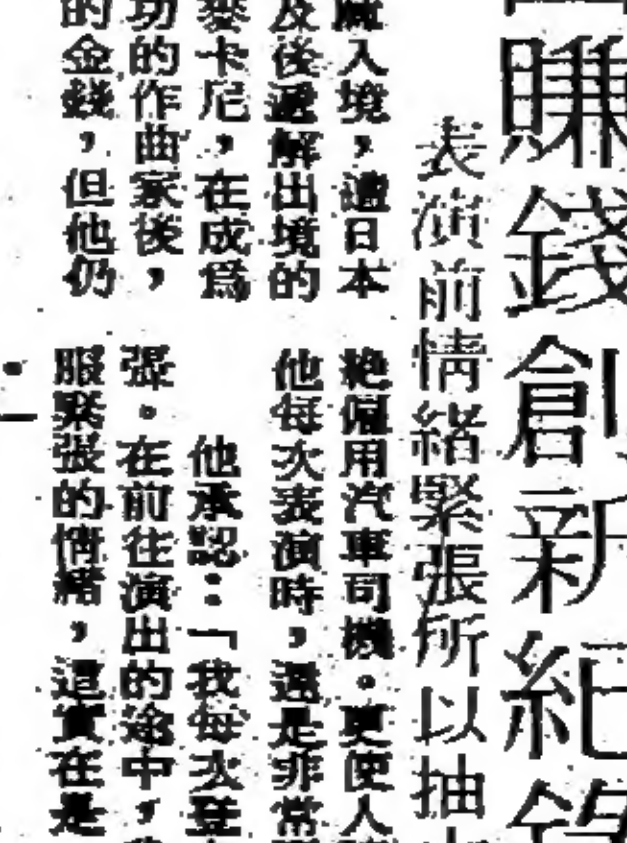 賺錢創新紀錄
表演前情緒緊張所以抽
入境，遭日本
及後遞解出境的
麥卡尼，在成爲
功的作曲家後，
的金錢，但他仍
絶僱用汽車司機。更使人
他每次表演時，還是非常
他承認：「我每次登
張。在前往演出的途中，
服緊張的情緒，這實在是